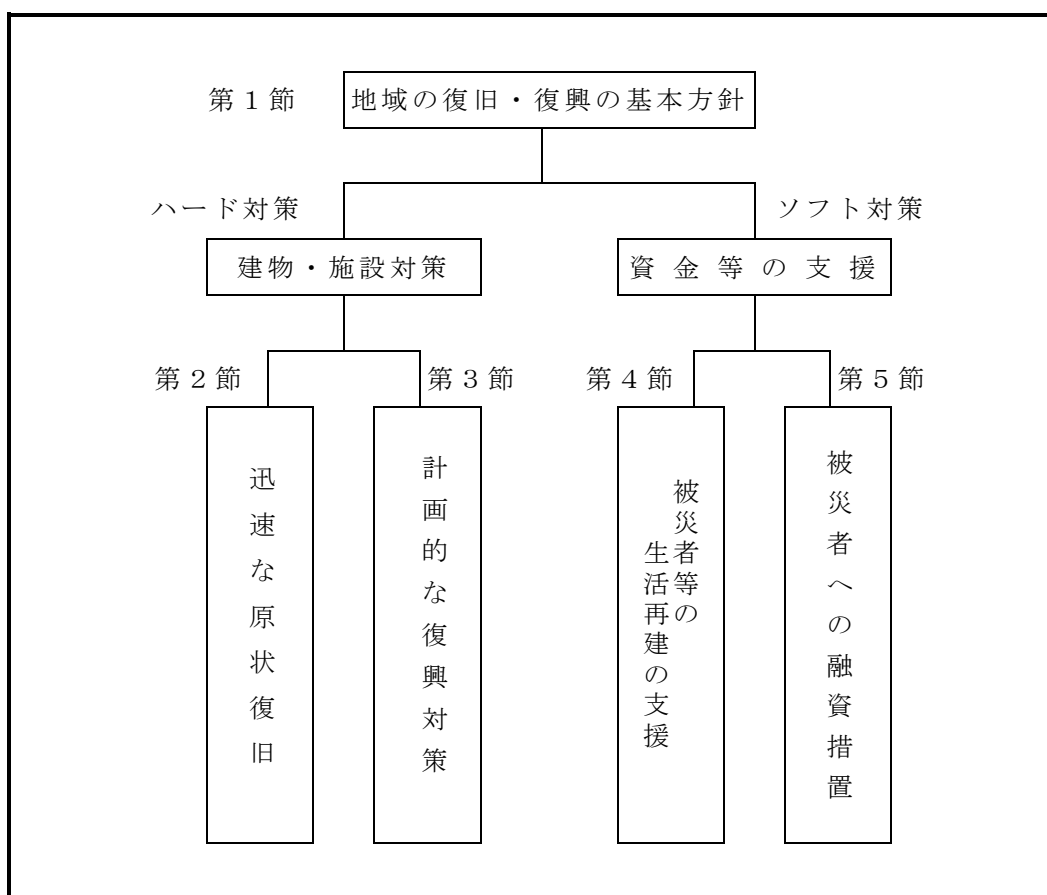 第１節
地域の復旧・復興の基本方針
ハード対策
ソフト対策
建物・施設対策
資金等の支援
第２節
第３節
第４節
第５節
迅速な原状復旧
計画的な復興対策
被災者等の
生活再建の支援
被災者への融資措置